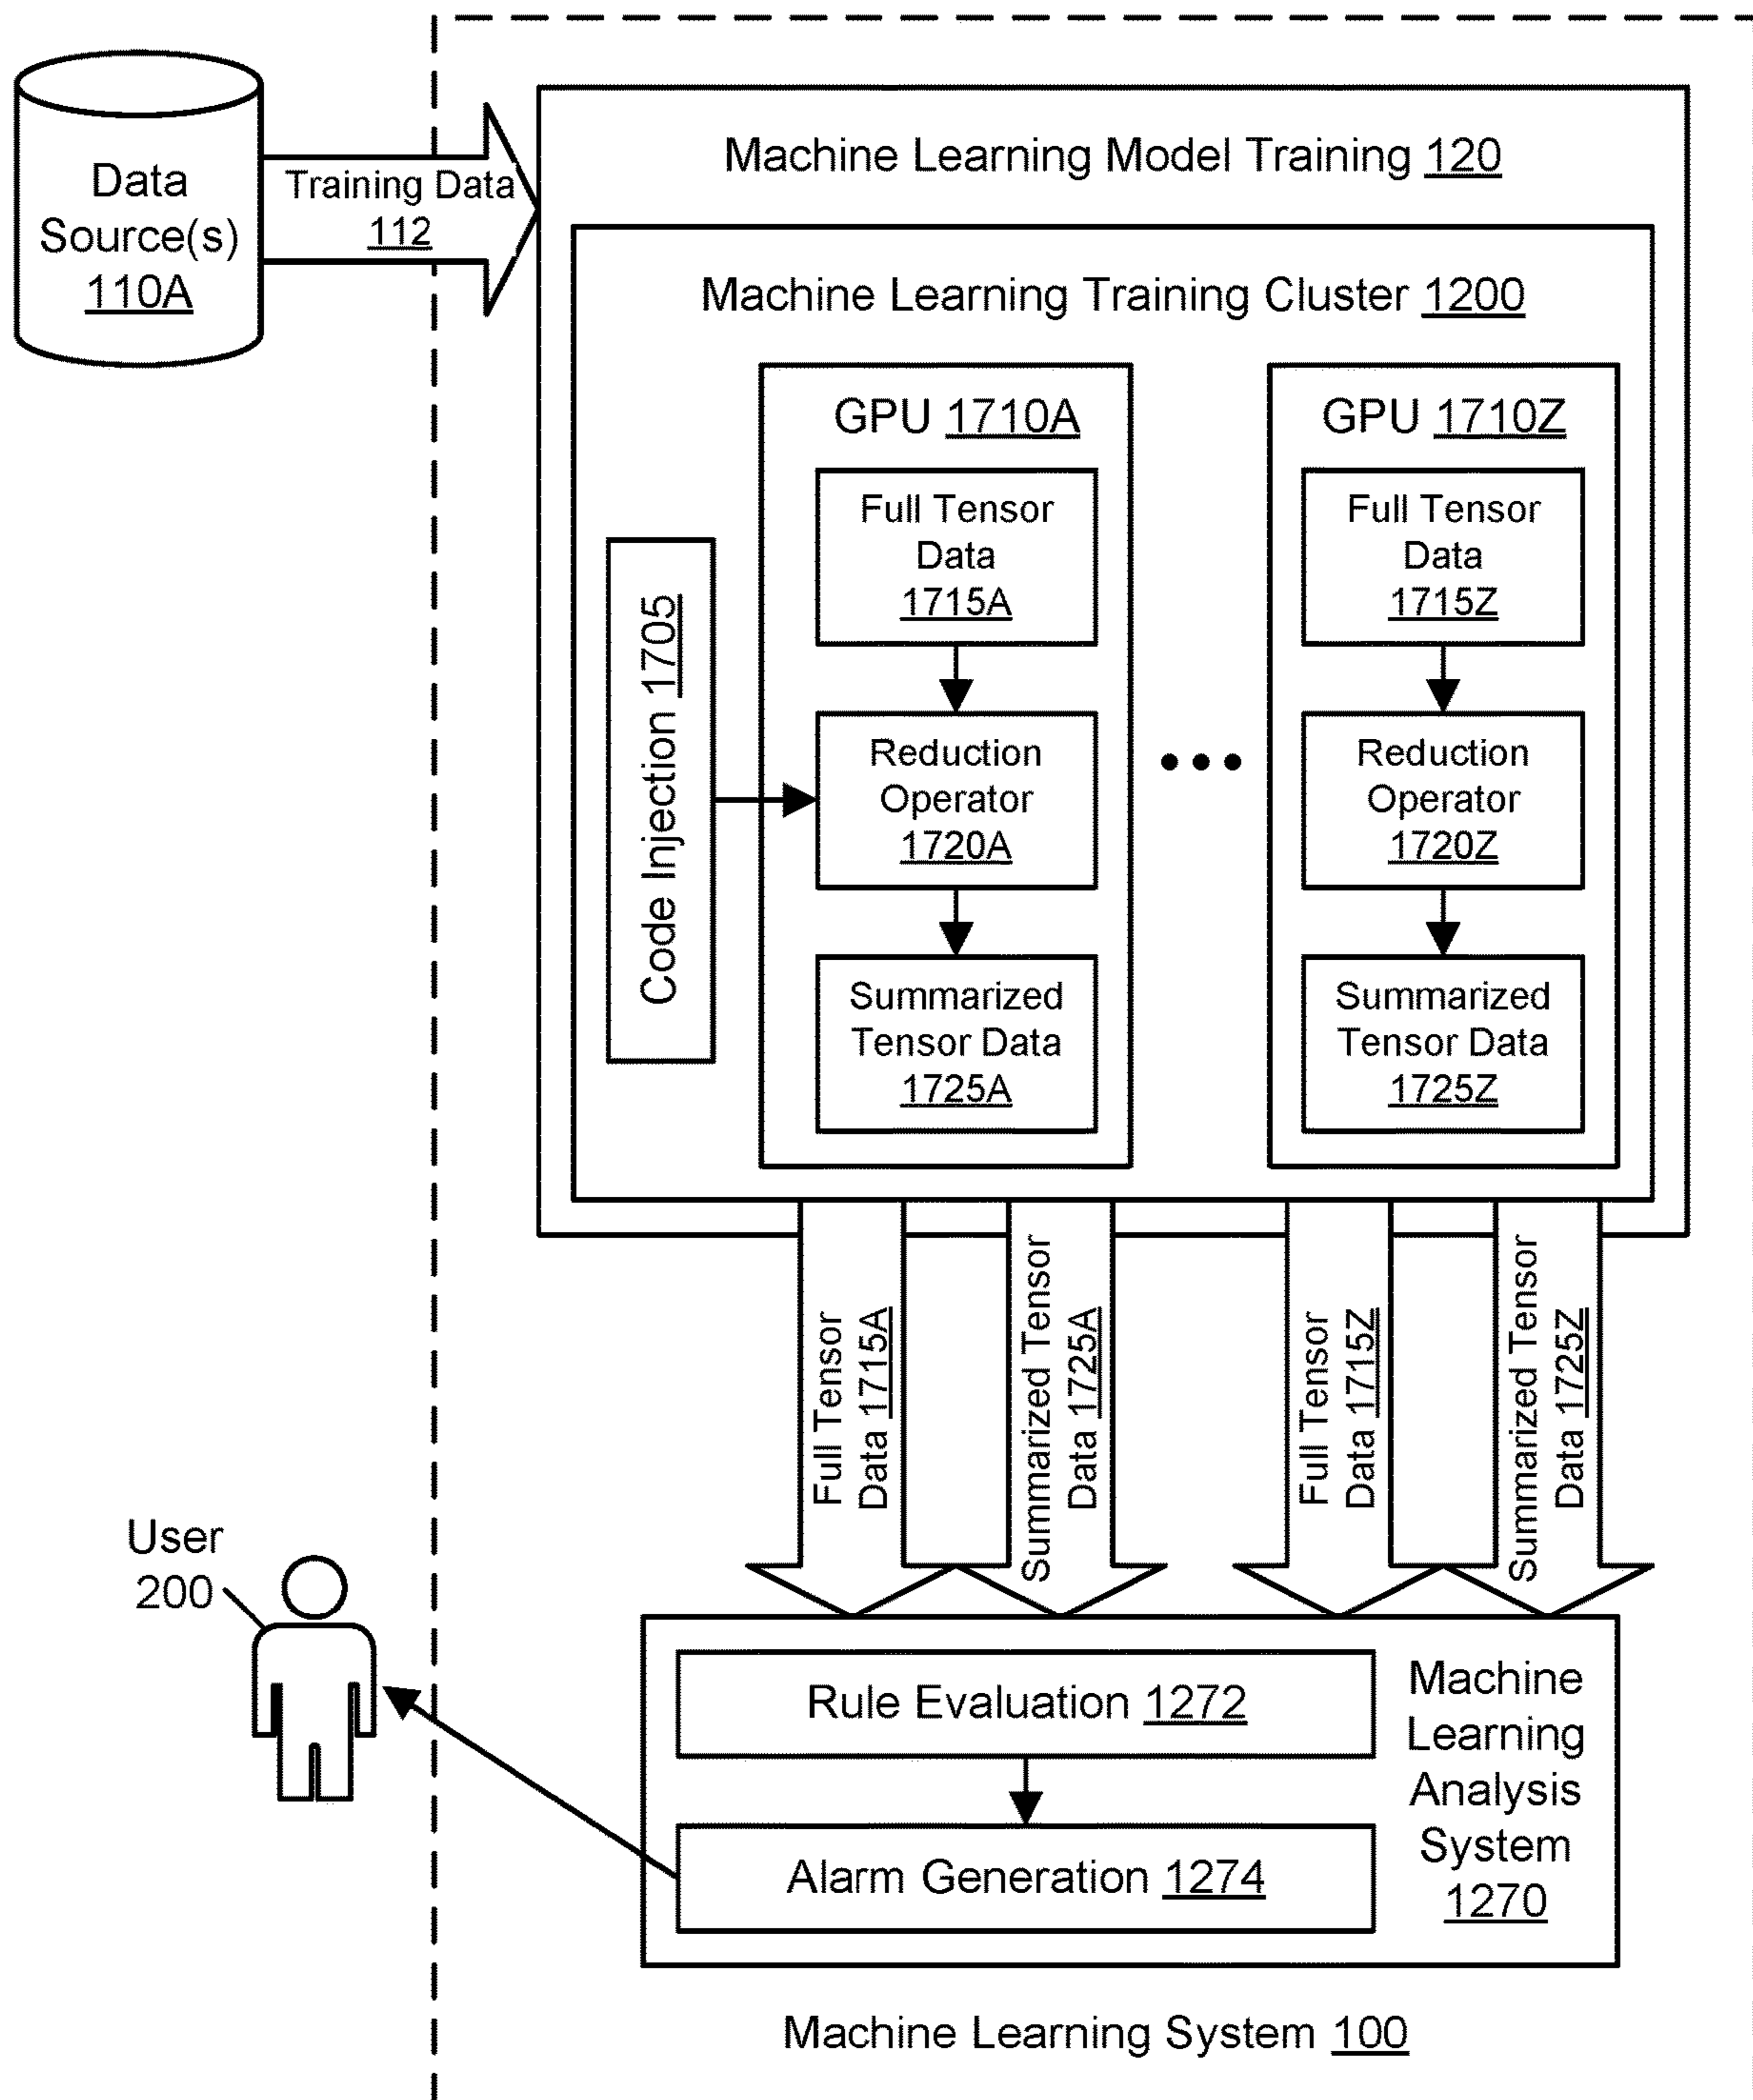 Data
Source(s)
110A
Training Data
112
Machine Learning Model Training 120
Machine Learning Training Cluster 1200
Code Injection 1705
GPU 1710A
Full Tensor
Data
1715A
Reduction
Operator
1720A
Summarized
Tensor Data
1725A
GPU 1710Z
Full Tensor
Data
1715Z
Reduction
Operator
1720Z
Summarized
Tensor Data
1725Z
Full Tensor
Data 1715A
Summarized Tensor
Data 1725A
Full Tensor
Data 1715Z
Summarized Tensor
Data 1725Z
User
200
Rule Evaluation 1272
Alarm Generation 1274
Machine
Learning
Analysis
System
1270
Machine Learning System 100